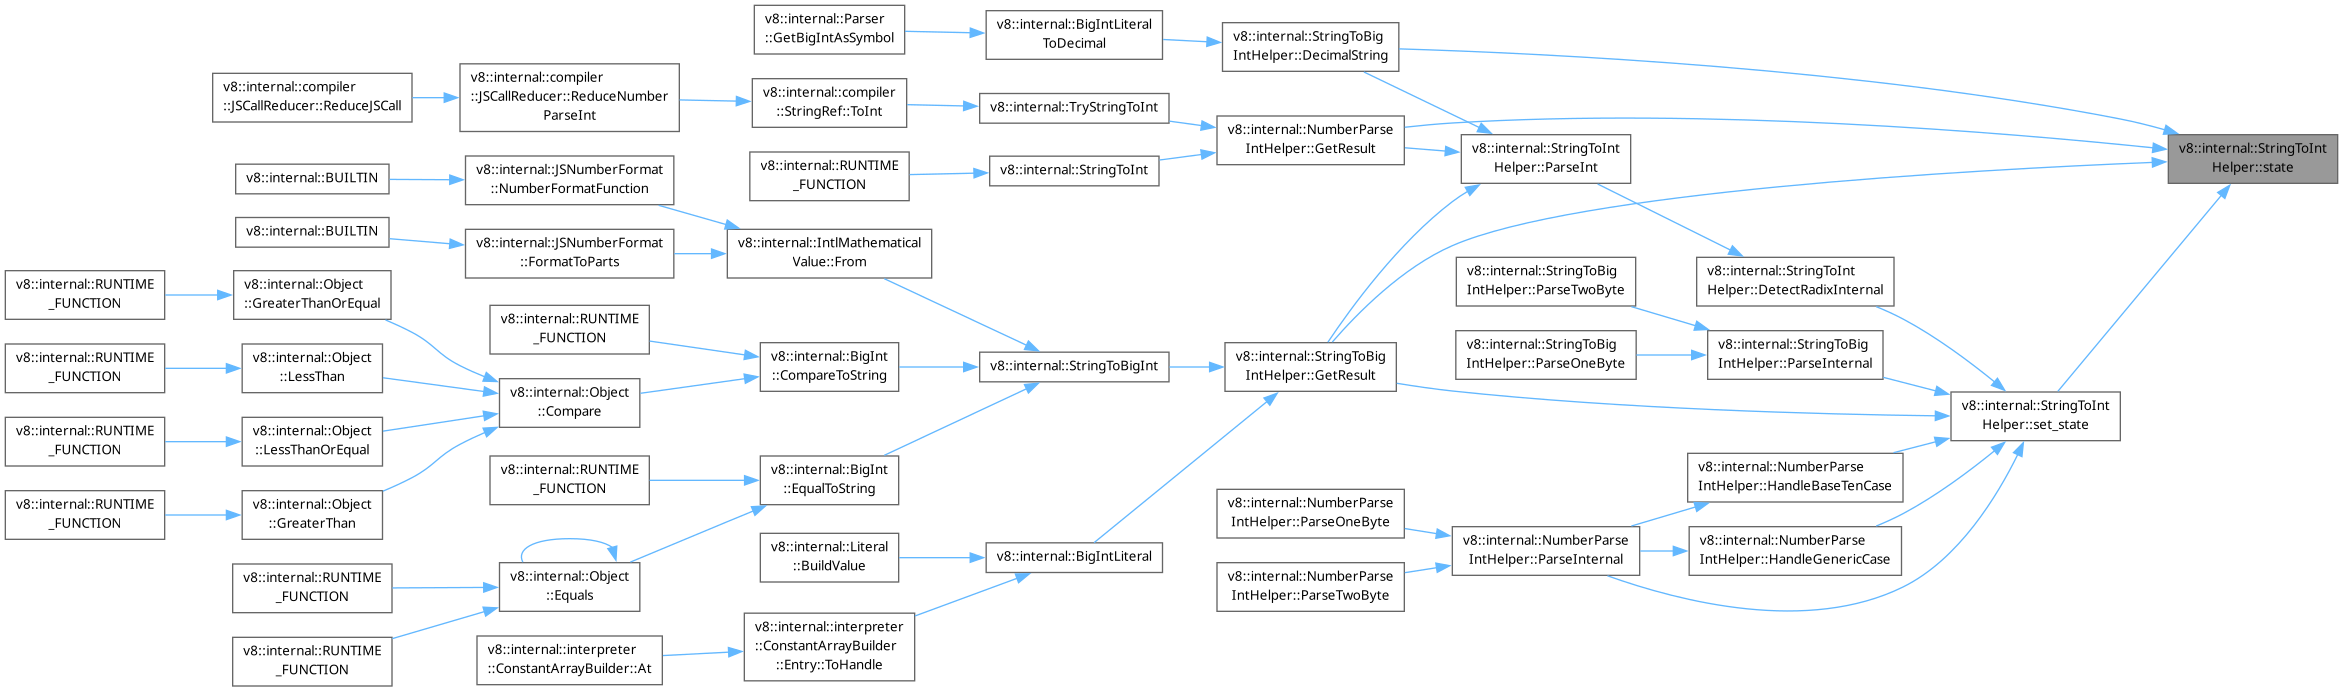 v8::internal::Parser
::GetBigIntAsSymbol
v8::internal::BigIntLiteral
ToDecimal
v8::internal::StringToBig
IntHelper::DecimalString
v8::internal::compiler
::JSCallReducer::ReduceJSCall
v8::internal::compiler
::JSCallReducer::ReduceNumber
ParseInt
v8::internal::compiler
::StringRef::ToInt
v8::internal::TryStringToInt
v8::internal::NumberParse
IntHelper::GetResult
v8::internal::StringToInt
Helper::ParseInt
v8::internal::StringToInt
Helper::state
v8::internal::BUILTIN
v8::internal::JSNumberFormat
::NumberFormatFunction
v8::internal::RUNTIME
_FUNCTION
v8::internal::StringToInt
v8::internal::BUILTIN
v8::internal::JSNumberFormat
::FormatToParts
v8::internal::IntlMathematical
Value::From
v8::internal::StringToBig
IntHelper::ParseTwoByte
v8::internal::StringToInt
Helper::DetectRadixInternal
v8::internal::RUNTIME
_FUNCTION
v8::internal::Object
::GreaterThanOrEqual
v8::internal::RUNTIME
_FUNCTION
v8::internal::StringToBig
IntHelper::ParseOneByte
v8::internal::StringToBig
IntHelper::ParseInternal
v8::internal::RUNTIME
_FUNCTION
v8::internal::Object
::LessThan
v8::internal::BigInt
::CompareToString
v8::internal::StringToBigInt
v8::internal::StringToBig
IntHelper::GetResult
v8::internal::Object
::Compare
v8::internal::StringToInt
Helper::set_state
v8::internal::RUNTIME
_FUNCTION
v8::internal::Object
::LessThanOrEqual
v8::internal::RUNTIME
_FUNCTION
v8::internal::BigInt
::EqualToString
v8::internal::NumberParse
IntHelper::HandleBaseTenCase
v8::internal::RUNTIME
_FUNCTION
v8::internal::Object
::GreaterThan
v8::internal::NumberParse
IntHelper::ParseOneByte
v8::internal::NumberParse
IntHelper::ParseInternal
v8::internal::NumberParse
IntHelper::HandleGenericCase
v8::internal::Literal
::BuildValue
v8::internal::BigIntLiteral
v8::internal::NumberParse
IntHelper::ParseTwoByte
v8::internal::RUNTIME
_FUNCTION
v8::internal::Object
::Equals
v8::internal::RUNTIME
_FUNCTION
v8::internal::interpreter
::ConstantArrayBuilder::At
v8::internal::interpreter
::ConstantArrayBuilder
::Entry::ToHandle